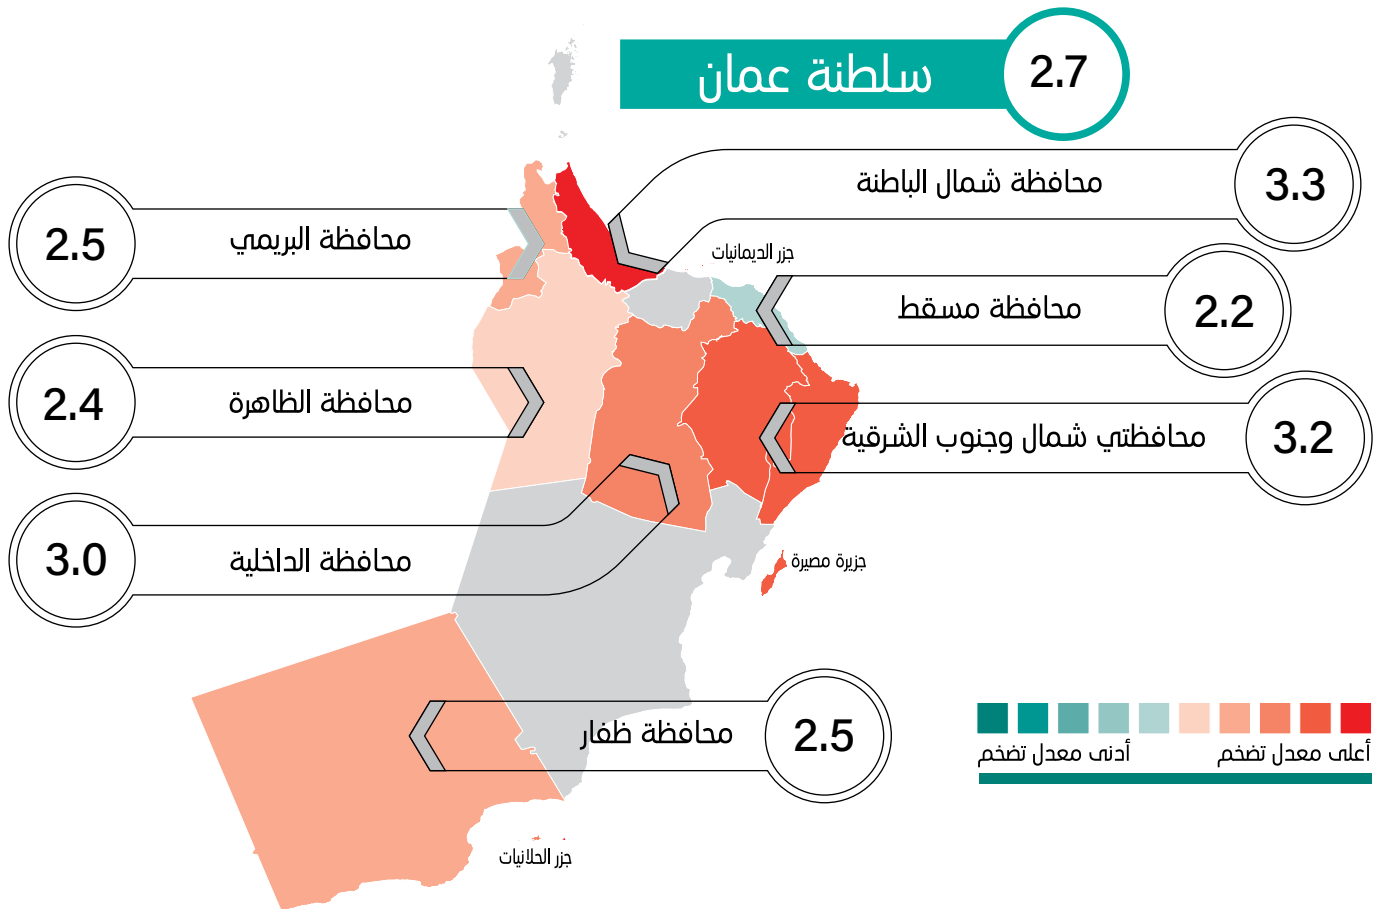 سلطنة عمان
2.7
محافظة شمال الباطنة
3.3
محافظة البريمي
2.5
جزر الديمانيات
محافظة مسقط
2.2
محافظة الظاهرة
2.4
محافظتي شمال وجنوب الشرقية
3.2
محافظة الداخلية
3.0
جزيرة مصيرة
محافظة ظفار
2.5
أعلى معدل تضخم
أدنى معدل تضخم
جزر الحلانيات